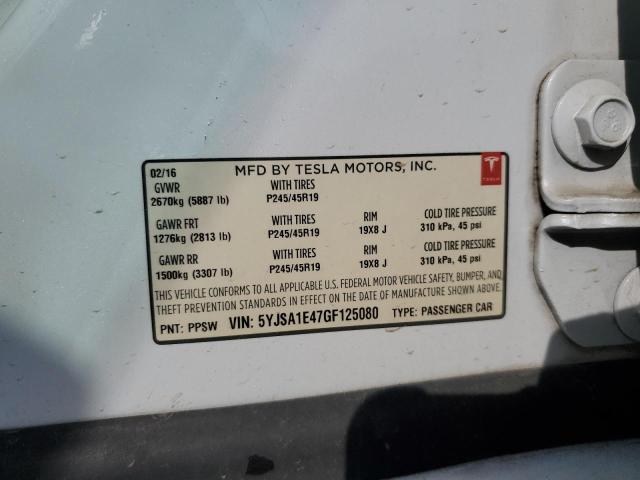 02/16 MFD BY TESLA MOTORS, INC. TESLA
GVWR WITH TIRES
2670kg (5887 lb) P245/45R19
GAWR FRT WITH TIRES RIM COLD TIRE PRESSURE
1276kg (2813 lb) P245/45R19 19X8 J 310 kPa, 45 psi
GAWR RR WITH TIRES RIM COLD TIRE PRESSURE
1500kg (3307 lb) P245/45R19 19X8 J 310 kPa, 45 psi
THIS VEHICLE CONFORMS TO ALL APPLICABLE U.S. FEDERAL MOTOR VEHICLE SAFETY, BUMPER, AND
THEFT PREVENTION STANDARDS IN EFFECT ON THE DATE OF MANUFACTURE SHOWN ABOVE.
PNT: PPSW VIN: 5YJSA1E47GF125080 TYPE: PASSENGER CAR